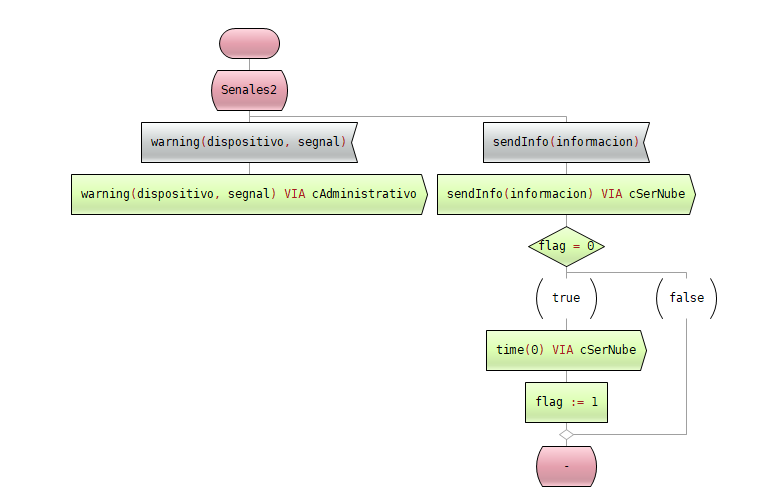 Senales2
warning(dispositivo, segnal)
sendInfo(informacion)
warning(dispositivo, segnal) VIA cAdministrativo
sendInfo(informacion) VIA cSerNube
flag = 0
true
false
time(0) VIA cSerNube
flag := 1
-